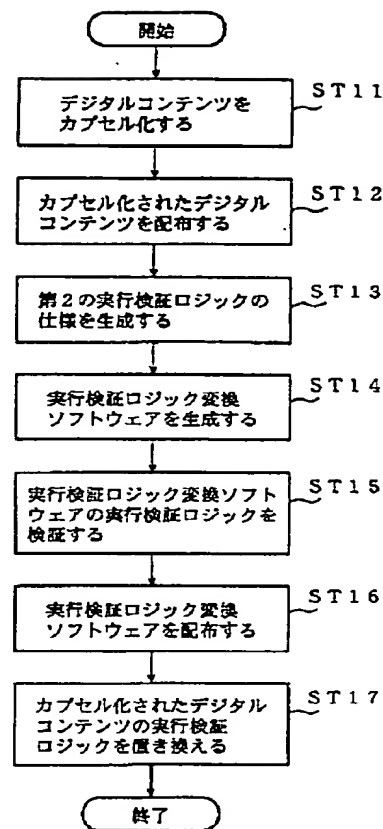 開始
デジタルコンテンツを
カプセル化する
ST11
カプセル化されたデジタル
コンテンツを配布する
ST12
第2の実行検証ロジックの
仕様を生成する
ST13
実行検証ロジック変換
ソフトウェアを生成する
ST14
実行検証ロジック変換ソフト
ウェアの実行検証ロジックを
検証する
ST15
実行検証ロジック変換
ソフトウェアを配布する
ST16
カプセル化されたデジタル
コンテンツの実行検証
ロジックを置き換える
ST17
終了